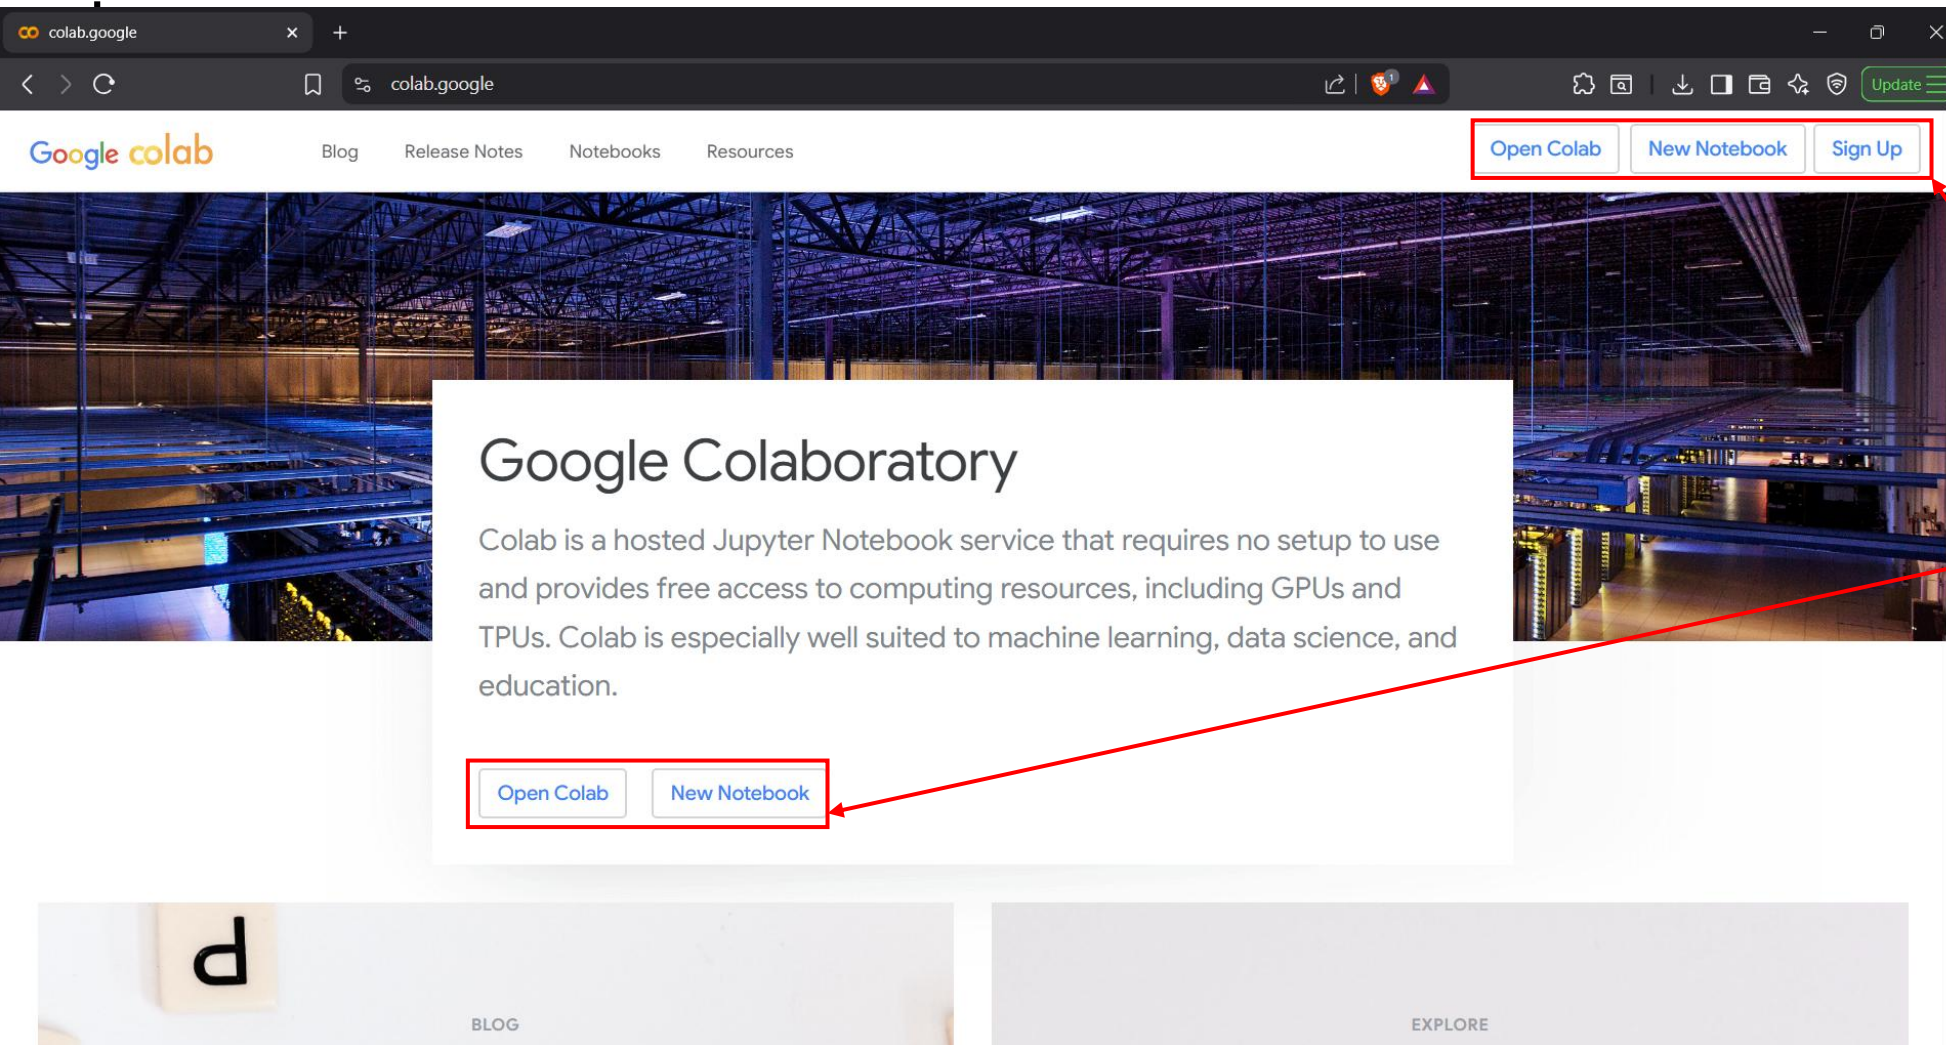 colab.google
colab.google
1
Update
Google colab
Blog
Release Notes
Notebooks
Resources
Open Colab
New Notebook
Sign Up
Google Colaboratory
Colab is a hosted Jupyter Notebook service that requires no setup to use
and provides free access to computing resources, including GPUs and
TPUs. Colab is especially well suited to machine learning, data science, and
education.
Open Colab
New Notebook
d
BLOG
EXPLORE